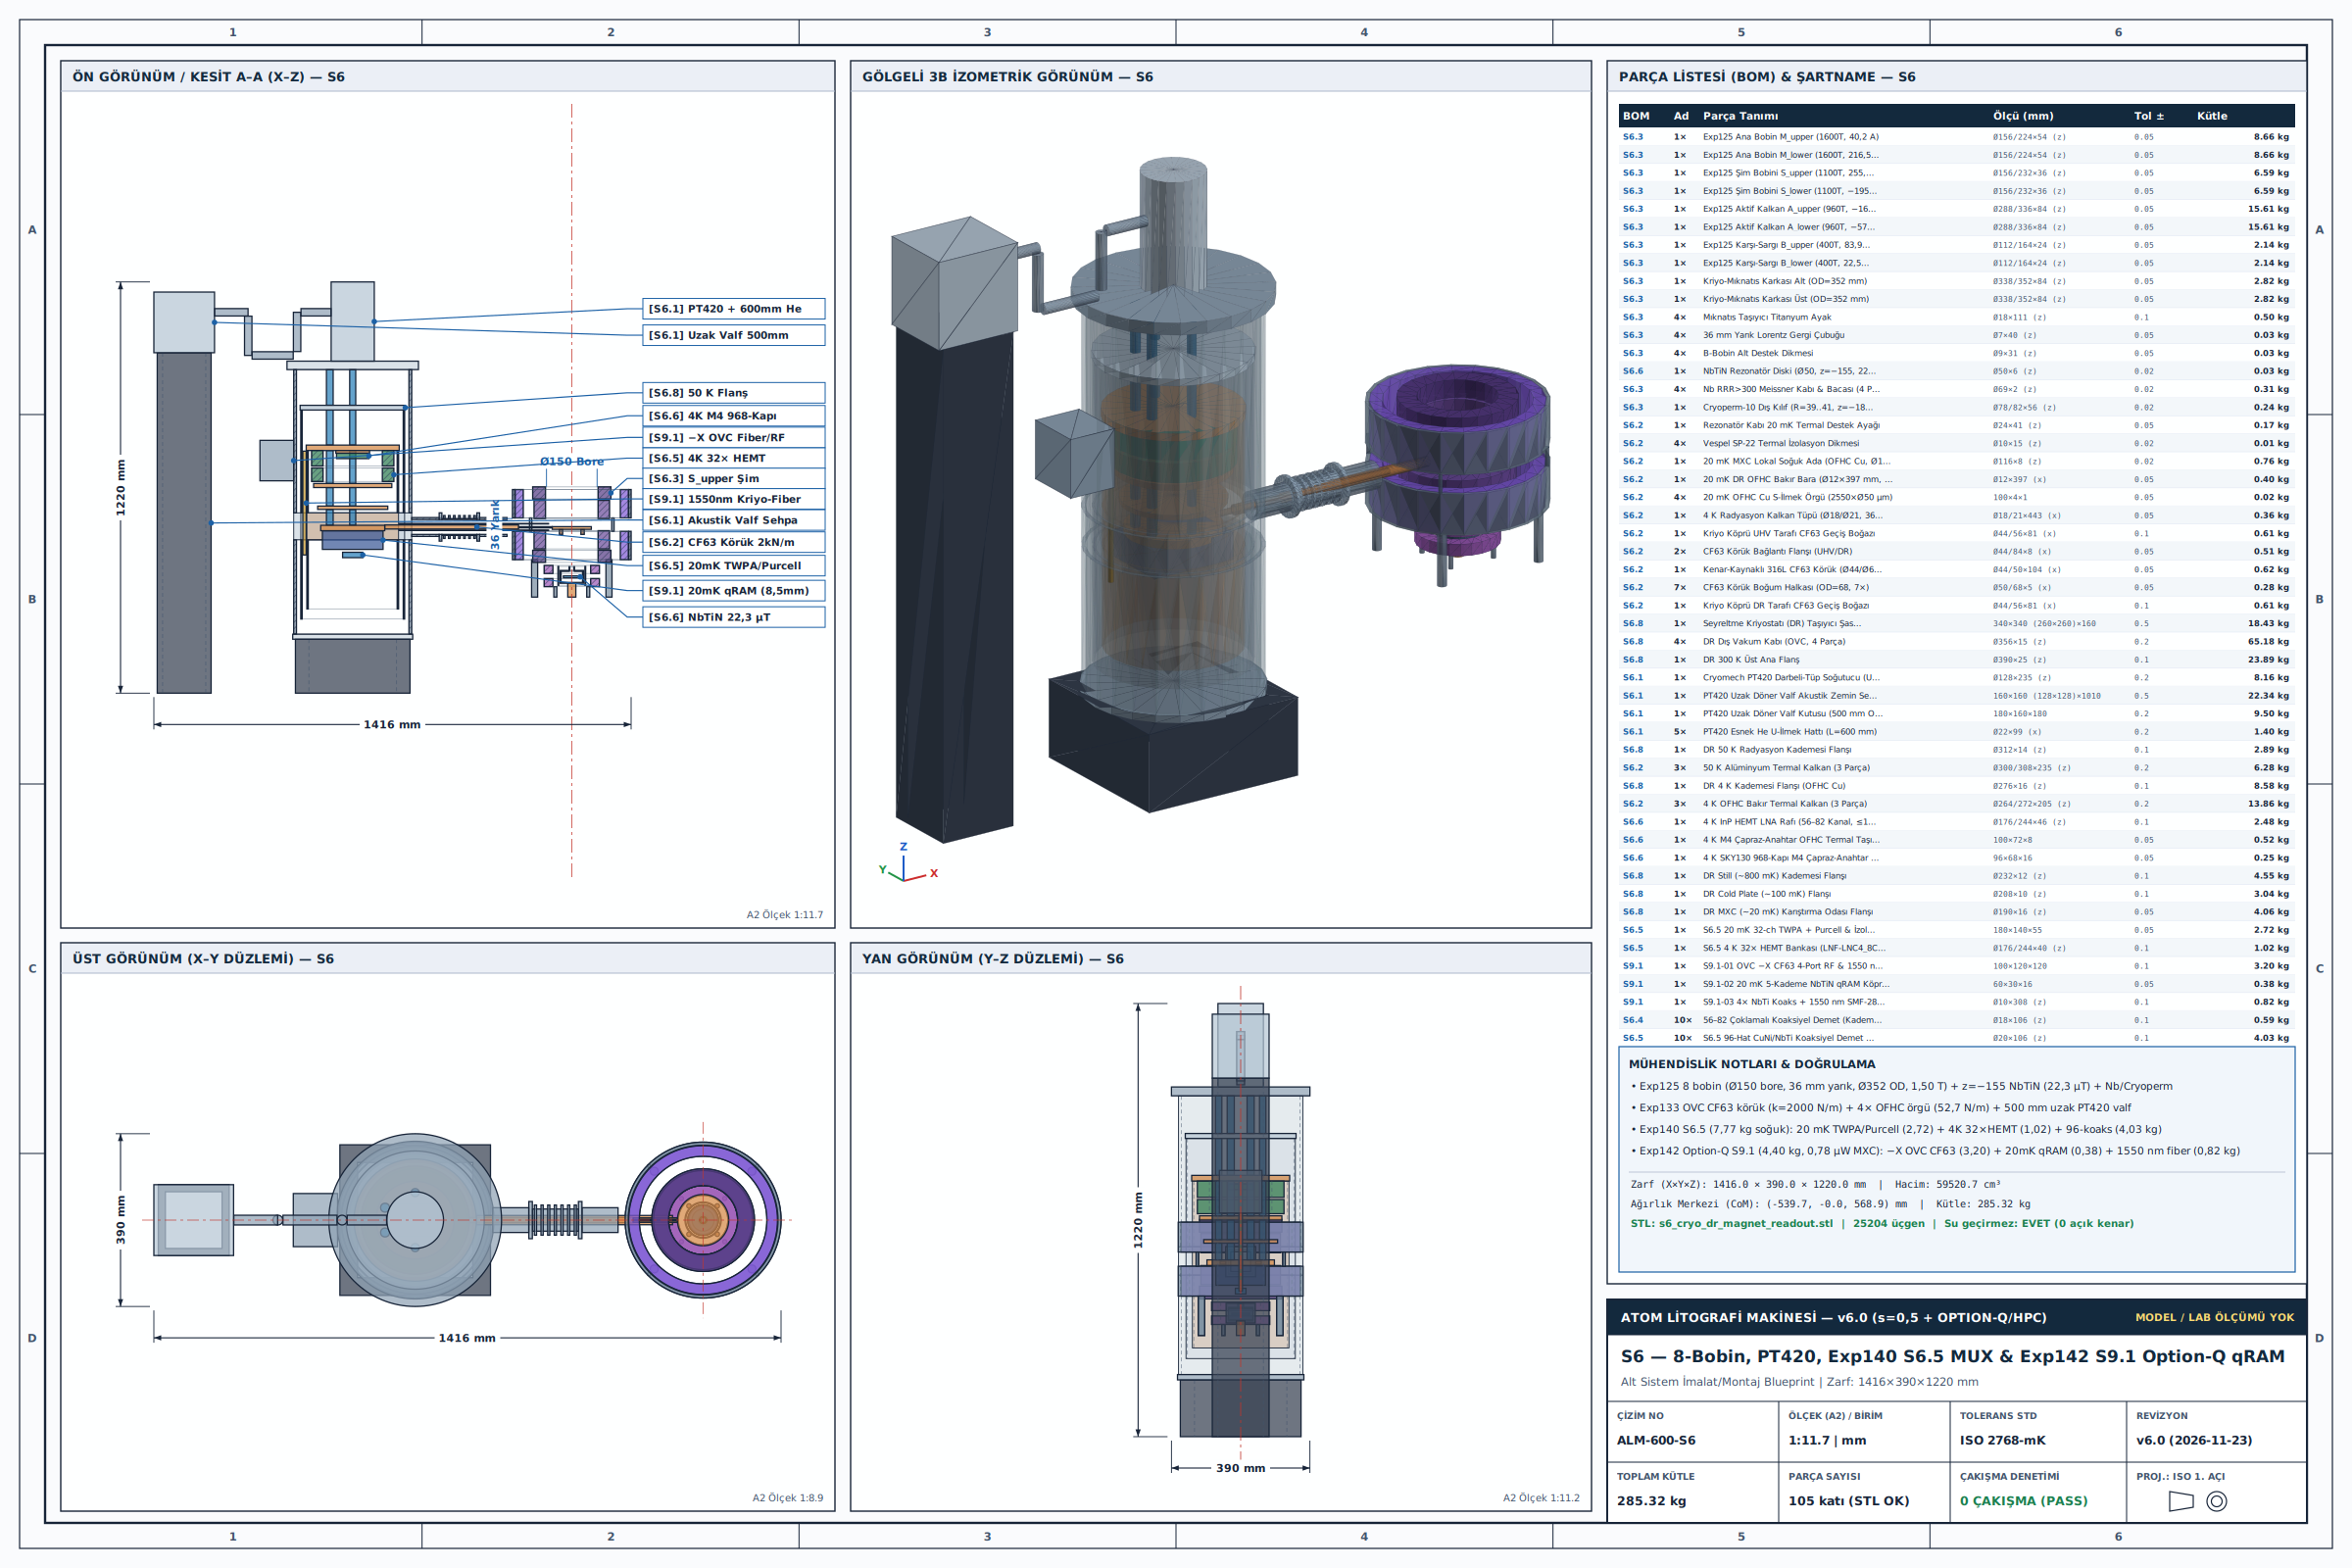 1 2 3 4 5 6
A
B
C
D
ÖN GÖRÜNÜM / KESİT A–A (X–Z) — S6
1220 mm
1416 mm
Ø150 Bore
36 Yarık
[S6.1] PT420 + 600mm He
[S6.1] Uzak Valf 500mm
[S6.8] 50 K Flanş
[S6.6] 4K M4 968-Kapı
[S9.1] −X OVC Fiber/RF
[S6.5] 4K 32× HEMT
[S6.3] S_upper Şim
[S9.1] 1550nm Kriyo-Fiber
[S6.1] Akustik Valf Sehpa
[S6.2] CF63 Körük 2kN/m
[S6.5] 20mK TWPA/Purcell
[S9.1] 20mK qRAM (8,5mm)
[S6.6] NbTiN 22,3 µT
A2 Ölçek 1:11.7
GÖLGELİ 3B İZOMETRİK GÖRÜNÜM — S6
Z
Y
X
ÜST GÖRÜNÜM (X–Y DÜZLEMİ) — S6
390 mm
1416 mm
A2 Ölçek 1:8.9
YAN GÖRÜNÜM (Y–Z DÜZLEMİ) — S6
1220 mm
390 mm
A2 Ölçek 1:11.2
PARÇA LİSTESİ (BOM) & ŞARTNAME — S6
BOM Ad Parça Tanımı Ölçü (mm) Tol ± Kütle
S6.3 1× Exp125 Ana Bobin M_upper (1600T, 40,2 A) Ø156/224×54 (z) 0.05 8.66 kg
S6.3 1× Exp125 Ana Bobin M_lower (1600T, 216,5… Ø156/224×54 (z) 0.05 8.66 kg
S6.3 1× Exp125 Şim Bobini S_upper (1100T, 255,… Ø156/232×36 (z) 0.05 6.59 kg
S6.3 1× Exp125 Şim Bobini S_lower (1100T, −195… Ø156/232×36 (z) 0.05 6.59 kg
S6.3 1× Exp125 Aktif Kalkan A_upper (960T, −16… Ø288/336×84 (z) 0.05 15.61 kg
S6.3 1× Exp125 Aktif Kalkan A_lower (960T, −57… Ø288/336×84 (z) 0.05 15.61 kg
S6.3 1× Exp125 Karşı-Sargı B_upper (400T, 83,9… Ø112/164×24 (z) 0.05 2.14 kg
S6.3 1× Exp125 Karşı-Sargı B_lower (400T, 22,5… Ø112/164×24 (z) 0.05 2.14 kg
S6.3 1× Kriyo-Mıknatıs Karkası Alt (OD=352 mm) Ø338/352×84 (z) 0.05 2.82 kg
S6.3 1× Kriyo-Mıknatıs Karkası Üst (OD=352 mm) Ø338/352×84 (z) 0.05 2.82 kg
S6.3 4× Mıknatıs Taşıyıcı Titanyum Ayak Ø18×111 (z) 0.1 0.50 kg
S6.3 4× 36 mm Yarık Lorentz Gergi Çubuğu Ø7×40 (z) 0.05 0.03 kg
S6.3 4× B-Bobin Alt Destek Dikmesi Ø9×31 (z) 0.05 0.03 kg
S6.6 1× NbTiN Rezonatör Diski (Ø50, z=−155, 22… Ø50×6 (z) 0.02 0.03 kg
S6.3 4× Nb RRR>300 Meissner Kabı & Bacası (4 P… Ø69×2 (z) 0.02 0.31 kg
S6.3 1× Cryoperm-10 Dış Kılıf (R=39..41, z=−18… Ø78/82×56 (z) 0.02 0.24 kg
S6.2 1× Rezonatör Kabı 20 mK Termal Destek Ayağı Ø24×41 (z) 0.05 0.17 kg
S6.2 4× Vespel SP-22 Termal İzolasyon Dikmesi Ø10×15 (z) 0.02 0.01 kg
S6.2 1× 20 mK MXC Lokal Soğuk Ada (OFHC Cu, Ø1… Ø116×8 (z) 0.02 0.76 kg
S6.2 1× 20 mK DR OFHC Bakır Bara (Ø12×397 mm, … Ø12×397 (x) 0.05 0.40 kg
S6.2 4× 20 mK OFHC Cu S-İlmek Örgü (2550×Ø50 µm) 100×4×1 0.05 0.02 kg
S6.2 1× 4 K Radyasyon Kalkan Tüpü (Ø18/Ø21, 36… Ø18/21×443 (x) 0.05 0.36 kg
S6.2 1× Kriyo Köprü UHV Tarafı CF63 Geçiş Boğazı Ø44/56×81 (x) 0.1 0.61 kg
S6.2 2× CF63 Körük Bağlantı Flanşı (UHV/DR) Ø44/84×8 (x) 0.05 0.51 kg
S6.2 1× Kenar-Kaynaklı 316L CF63 Körük (Ø44/Ø6… Ø44/50×104 (x) 0.05 0.62 kg
S6.2 7× CF63 Körük Boğum Halkası (OD=68, 7×) Ø50/68×5 (x) 0.05 0.28 kg
S6.2 1× Kriyo Köprü DR Tarafı CF63 Geçiş Boğazı Ø44/56×81 (x) 0.1 0.61 kg
S6.8 1× Seyreltme Kriyostatı (DR) Taşıyıcı Şas… 340×340 (260×260)×160 0.5 18.43 kg
S6.8 4× DR Dış Vakum Kabı (OVC, 4 Parça) Ø356×15 (z) 0.2 65.18 kg
S6.8 1× DR 300 K Üst Ana Flanş Ø390×25 (z) 0.1 23.89 kg
S6.1 1× Cryomech PT420 Darbeli-Tüp Soğutucu (U… Ø128×235 (z) 0.2 8.16 kg
S6.1 1× PT420 Uzak Döner Valf Akustik Zemin Se… 160×160 (128×128)×1010 0.5 22.34 kg
S6.1 1× PT420 Uzak Döner Valf Kutusu (500 mm O… 180×160×180 0.2 9.50 kg
S6.1 5× PT420 Esnek He U-İlmek Hattı (L=600 mm) Ø22×99 (x) 0.2 1.40 kg
S6.8 1× DR 50 K Radyasyon Kademesi Flanşı Ø312×14 (z) 0.1 2.89 kg
S6.2 3× 50 K Alüminyum Termal Kalkan (3 Parça) Ø300/308×235 (z) 0.2 6.28 kg
S6.8 1× DR 4 K Kademesi Flanşı (OFHC Cu) Ø276×16 (z) 0.1 8.58 kg
S6.2 3× 4 K OFHC Bakır Termal Kalkan (3 Parça) Ø264/272×205 (z) 0.2 13.86 kg
S6.6 1× 4 K InP HEMT LNA Rafı (56–82 Kanal, ≤1… Ø176/244×46 (z) 0.1 2.48 kg
S6.6 1× 4 K M4 Çapraz-Anahtar OFHC Termal Taşı… 100×72×8 0.05 0.52 kg
S6.6 1× 4 K SKY130 968-Kapı M4 Çapraz-Anahtar … 96×68×16 0.05 0.25 kg
S6.8 1× DR Still (~800 mK) Kademesi Flanşı Ø232×12 (z) 0.1 4.55 kg
S6.8 1× DR Cold Plate (~100 mK) Flanşı Ø208×10 (z) 0.1 3.04 kg
S6.8 1× DR MXC (~20 mK) Karıştırma Odası Flanşı Ø190×16 (z) 0.05 4.06 kg
S6.5 1× S6.5 20 mK 32-ch TWPA + Purcell & İzol… 180×140×55 0.05 2.72 kg
S6.5 1× S6.5 4 K 32× HEMT Bankası (LNF-LNC4_8C… Ø176/244×40 (z) 0.1 1.02 kg
S9.1 1× S9.1-01 OVC −X CF63 4-Port RF & 1550 n… 100×120×120 0.1 3.20 kg
S9.1 1× S9.1-02 20 mK 5-Kademe NbTiN qRAM Köpr… 60×30×16 0.05 0.38 kg
S9.1 1× S9.1-03 4× NbTi Koaks + 1550 nm SMF-28… Ø10×308 (z) 0.1 0.82 kg
S6.4 10× 56–82 Çoklamalı Koaksiyel Demet (Kadem… Ø18×106 (z) 0.1 0.59 kg
S6.5 10× S6.5 96-Hat CuNi/NbTi Koaksiyel Demet … Ø20×106 (z) 0.1 4.03 kg
MÜHENDİSLİK NOTLARI & DOĞRULAMA
• Exp125 8 bobin (Ø150 bore, 36 mm yarık, Ø352 OD, 1,50 T) + z=−155 NbTiN (22,3 µT) + Nb/Cryoperm
• Exp133 OVC CF63 körük (k=2000 N/m) + 4× OFHC örgü (52,7 N/m) + 500 mm uzak PT420 valf
• Exp140 S6.5 (7,77 kg soğuk): 20 mK TWPA/Purcell (2,72) + 4K 32×HEMT (1,02) + 96-koaks (4,03 kg)
• Exp142 Option-Q S9.1 (4,40 kg, 0,78 µW MXC): −X OVC CF63 (3,20) + 20mK qRAM (0,38) + 1550 nm fiber (0,82 kg)
Zarf (X×Y×Z): 1416.0 × 390.0 × 1220.0 mm | Hacim: 59520.7 cm³
Ağırlık Merkezi (CoM): (-539.7, -0.0, 568.9) mm | Kütle: 285.32 kg
STL: s6_cryo_dr_magnet_readout.stl | 25204 üçgen | Su geçirmez: EVET (0 açık kenar)
ATOM LİTOGRAFİ MAKİNESİ — v6.0 (s=0,5 + OPTION-Q/HPC) MODEL / LAB ÖLÇÜMÜ YOK
S6 — 8-Bobin, PT420, Exp140 S6.5 MUX & Exp142 S9.1 Option-Q qRAM
Alt Sistem İmalat/Montaj Blueprint | Zarf: 1416×390×1220 mm
ÇİZİM NO ÖLÇEK (A2) / BİRİM TOLERANS STD REVİZYON
ALM-600-S6 1:11.7 | mm ISO 2768-mK v6.0 (2026-11-23)
TOPLAM KÜTLE PARÇA SAYISI ÇAKIŞMA DENETİMİ PROJ.: ISO 1. AÇI
285.32 kg 105 katı (STL OK) 0 ÇAKIŞMA (PASS)
A
B
C
D
1 2 3 4 5 6